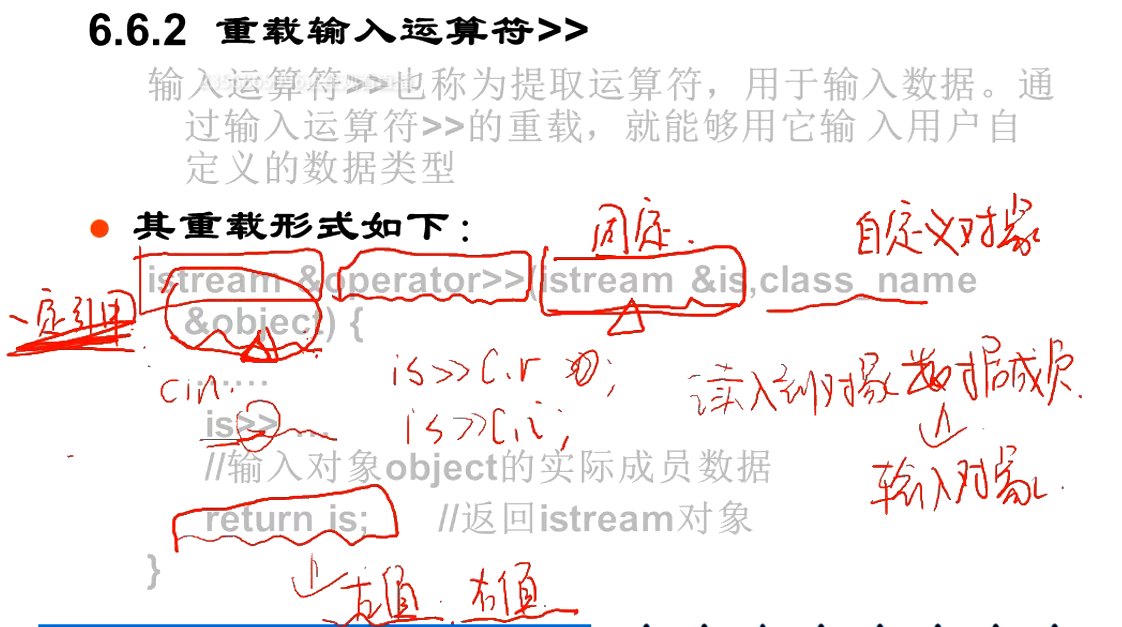 6.6.2 重载输入运算符>>
输入运算符>>也称为提取运算符，用于输入数据。通
过输入运算符>>的重载，就能够用它输 入用户自
定义的数据类型
● 其重载形式如下：
固定.
自定义对象
istream &operator>>(istream &is,class_name
一定引用
&object) {
cin.
……
is>>C.r
;
读入到对象数据成员.
is>> …
is>>C.i;
//输入对象object的实际成员数据
输入对象.
return is; //返回istream对象
}
左值. 右值.